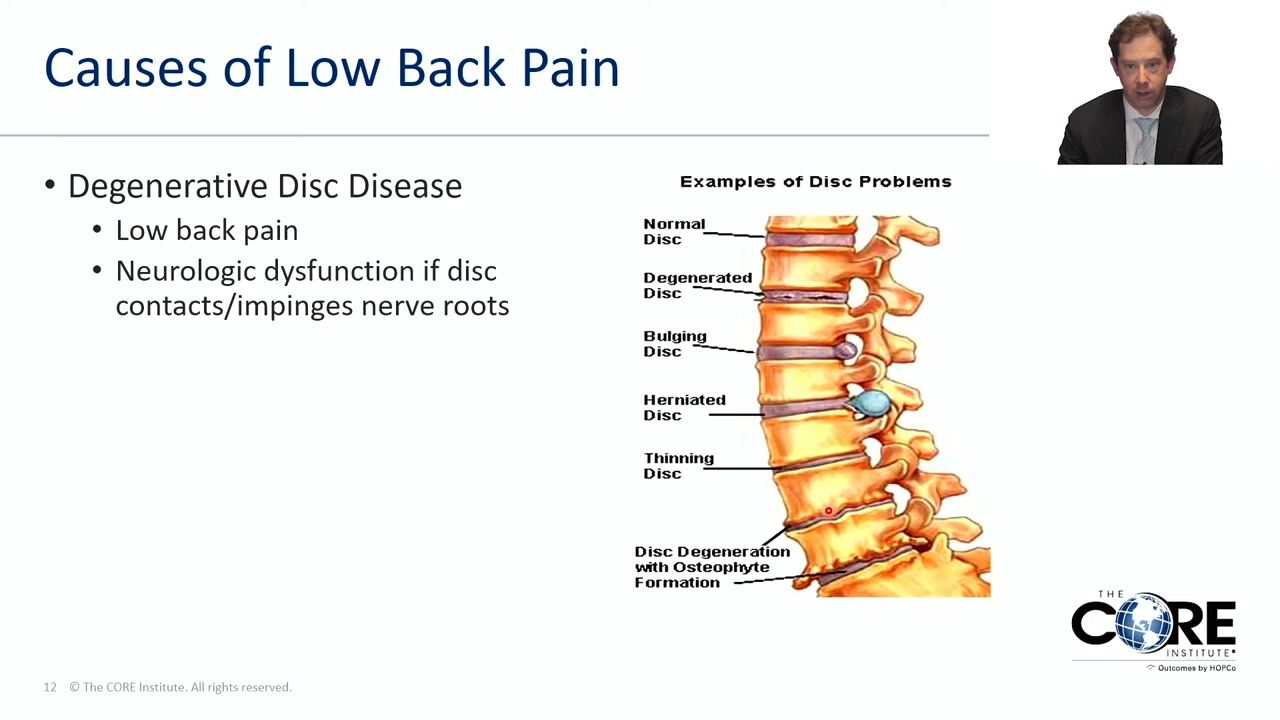 Causes of Low Back Pain
• Degenerative Disc Disease
• Low back pain
• Neurologic dysfunction if disc
contacts/impinges nerve roots
Examples of Disc Problems
Normal
Disc
Degenerated
Disc
Bulging
Disc
Herniated
Disc
Thinning
Disc
Disc Degeneration
with Osteophyte
Formation
THE
CORE
INSTITUTE®
Outcomes by HOPCo
12 © The CORE Institute. All rights reserved.